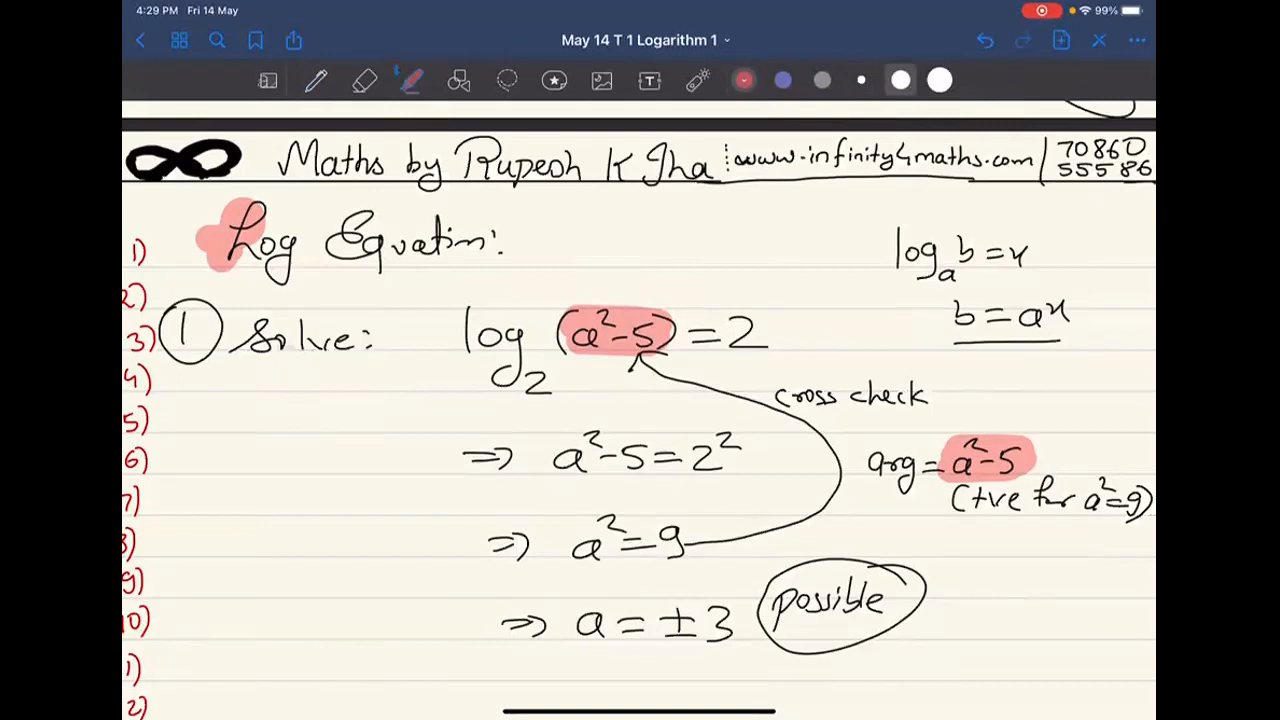 4:29 PM Fri 14 May 99%
May 14 T 1 Logarithm 1
Maths by Rupesh K Jha www.infinity4maths.com 70860 55586
Log Equation:
log_a b = x
b = a^x
1)
2)
3)
4)
5)
6)
7)
8)
9)
10)
1)
2)
① Solve: log_2 (a²-5) = 2
cross check
⇒ a²-5 = 2²
arg = a²-5
(+ve for a²=9)
⇒ a² = 9
⇒ a = ±3 possible